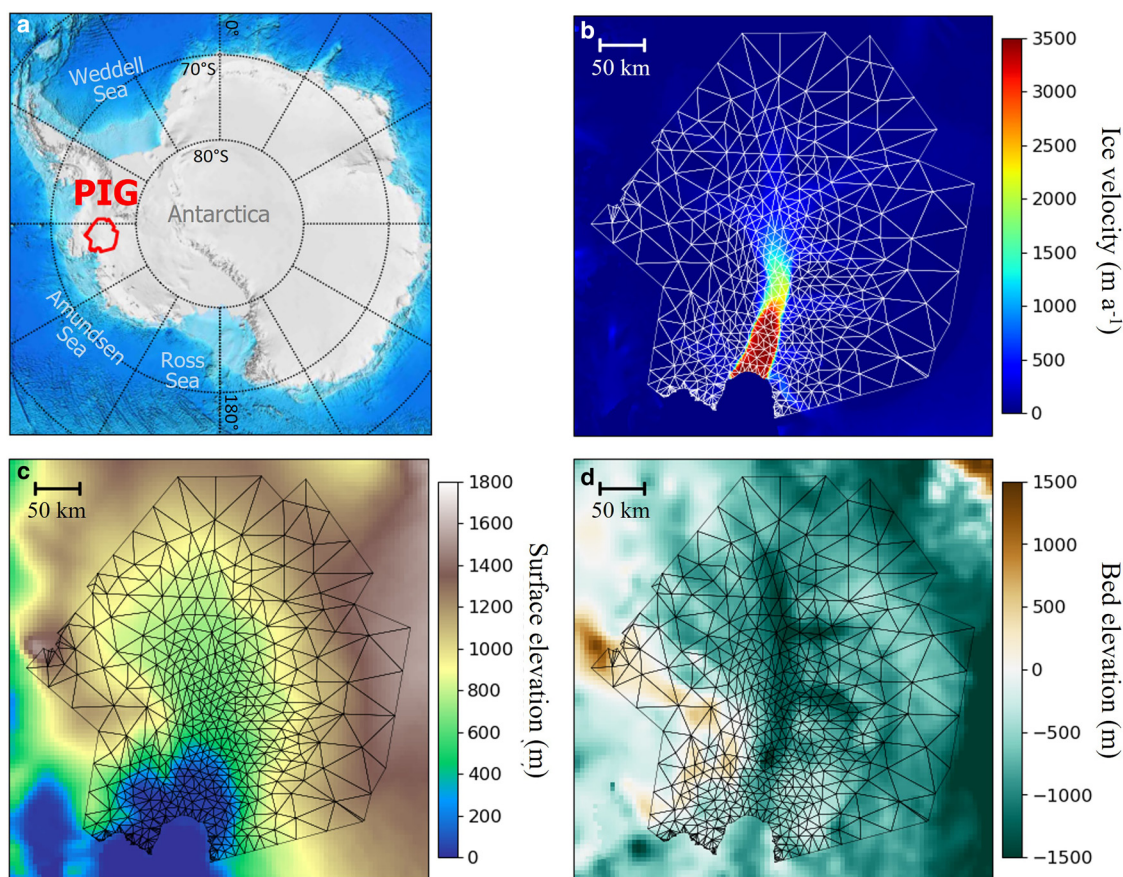 a
0°
70°S
Weddell
Sea
80°S
PIG
Antarctica
Amundsen
Sea
Ross
Sea
180°
b
50 km
3500
3000
2500
2000
1500
1000
500
0
Ice velocity (m a⁻¹)
c
50 km
1800
1600
1400
1200
1000
800
600
400
200
0
Surface elevation (m)
d
50 km
1500
1000
500
0
−500
−1000
−1500
Bed elevation (m)